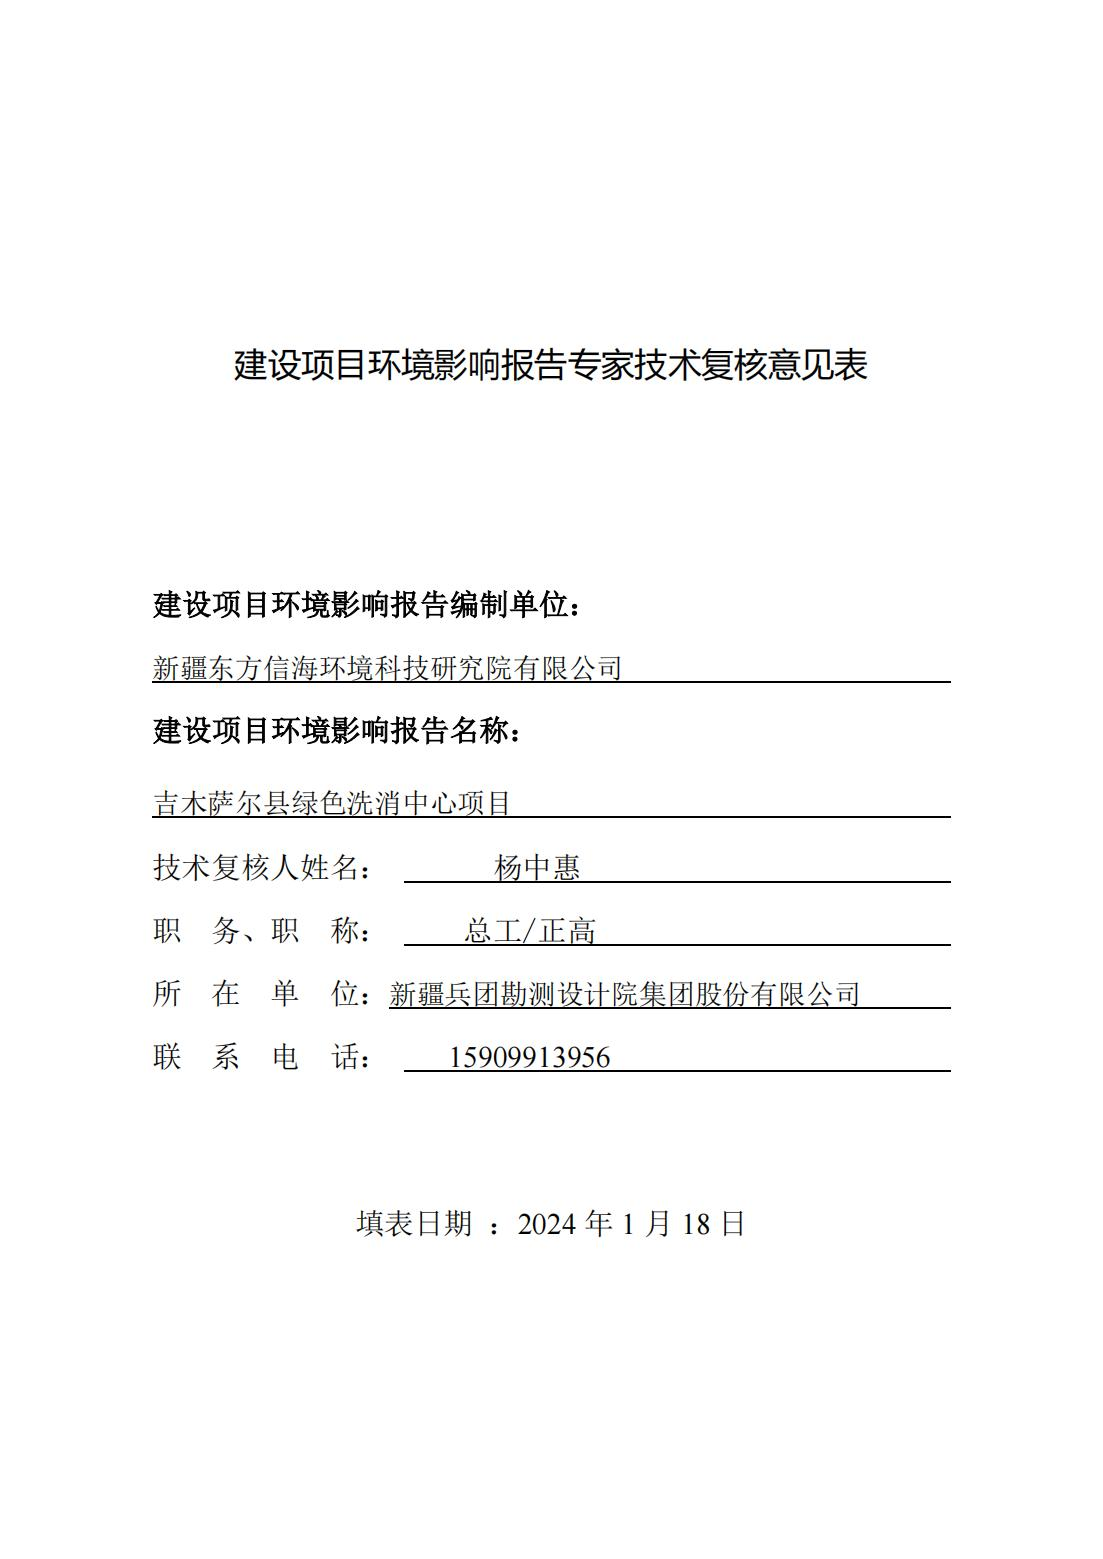 建设项目环境影响报告专家技术复核意见表
建设项目环境影响报告编制单位：
新疆东方信海环境科技研究院有限公司
建设项目环境影响报告名称：
吉木萨尔县绿色洗消中心项目
技术复核人姓名： 杨中惠
职 务、职 称： 总工/正高
所 在 单 位：新疆兵团勘测设计院集团股份有限公司
联 系 电 话： 15909913956
填表日期 ：2024 年 1 月 18 日